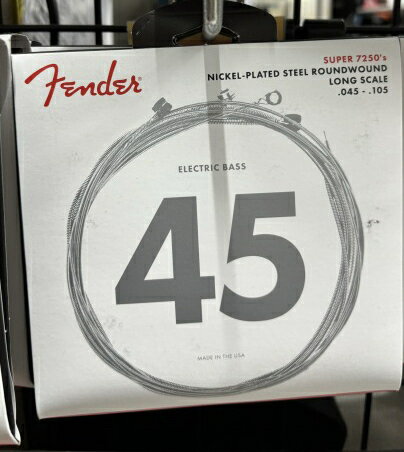 Fender
SUPER 7250's
NICKEL-PLATED STEEL ROUNDWOUND
LONG SCALE
.045 - .105
ELECTRIC BASS
45
MADE IN THE USA